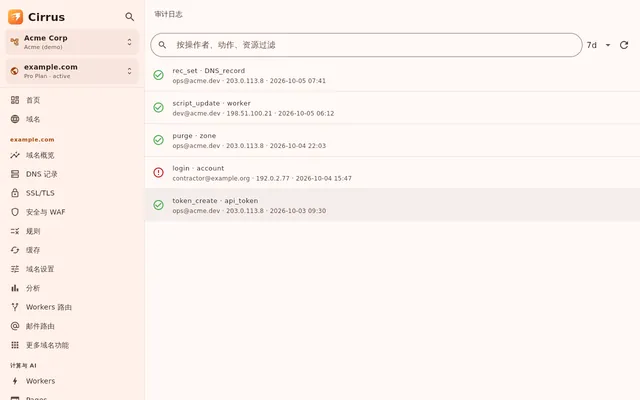 Cirrus
Acme Corp
Acme (demo)
example.com
Pro Plan · active
首页
域名
example.com
域名概览
DNS 记录
SSL/TLS
安全与 WAF
规则
缓存
域名设置
分析
Workers 路由
邮件路由
更多域名功能
计算与 AI
Workers
Pages
审计日志
按操作者、动作、资源过滤
7d
rec_set · DNS_record
ops@acme.dev · 203.0.113.8 · 2026-10-05 07:41
script_update · worker
dev@acme.dev · 198.51.100.21 · 2026-10-05 06:12
purge · zone
ops@acme.dev · 203.0.113.8 · 2026-10-04 22:03
login · account
contractor@example.org · 192.0.2.77 · 2026-10-04 15:47
token_create · api_token
ops@acme.dev · 203.0.113.8 · 2026-10-03 09:30